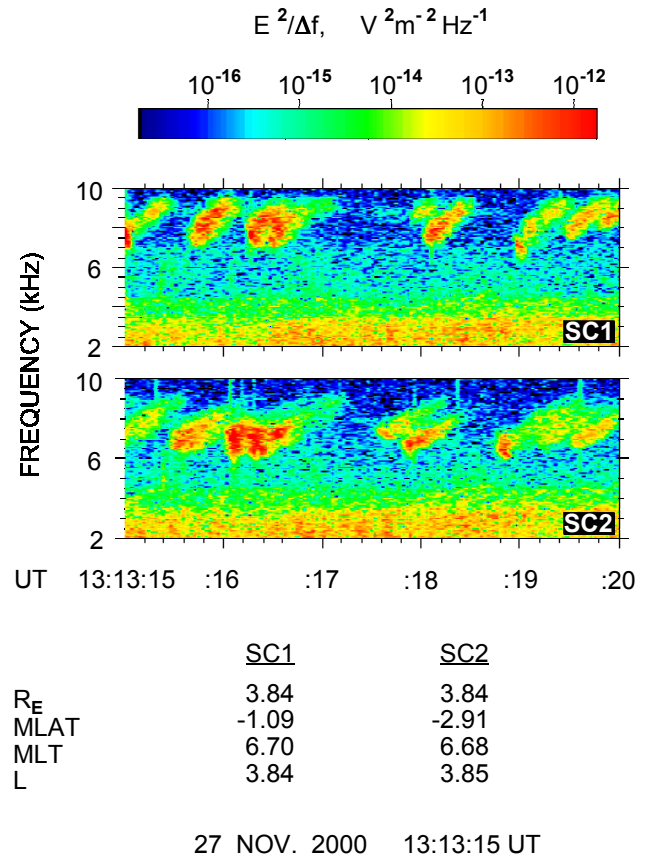 E ²/Δf, V ²m⁻² Hz⁻¹
10⁻¹⁶ 10⁻¹⁵ 10⁻¹⁴ 10⁻¹³ 10⁻¹²
FREQUENCY (kHz)
10
6
2
SC1
10
6
2
SC2
UT 13:13:15 :16 :17 :18 :19 :20
SC1 SC2
R_E 3.84 3.84
MLAT -1.09 -2.91
MLT 6.70 6.68
L 3.84 3.85
27 NOV. 2000 13:13:15 UT